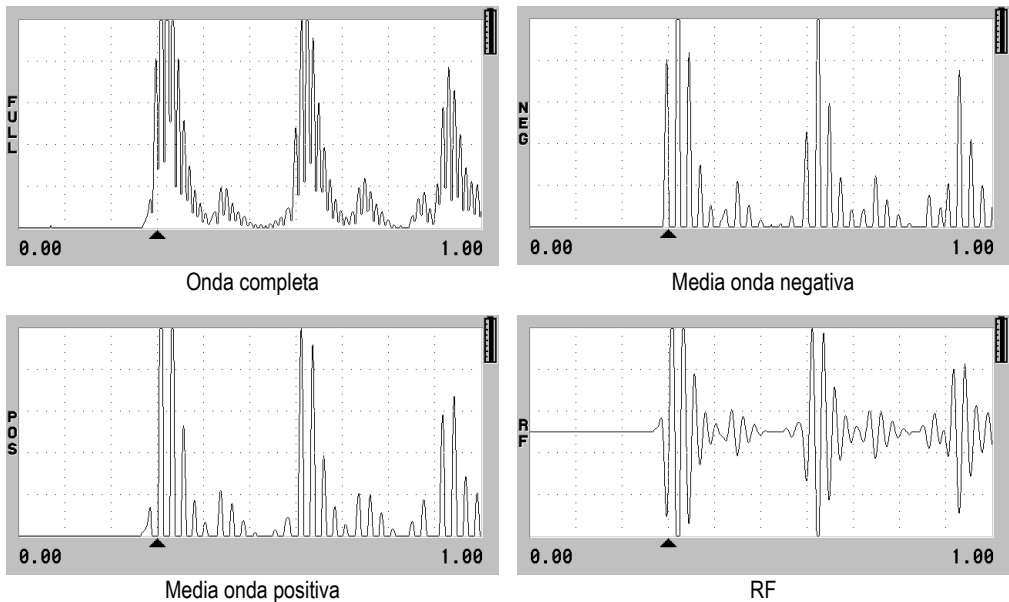 FULL
0.00 1.00
Onda completa
NEG
0.00 1.00
Media onda negativa
POS
0.00 1.00
Media onda positiva
RF
0.00 1.00
RF